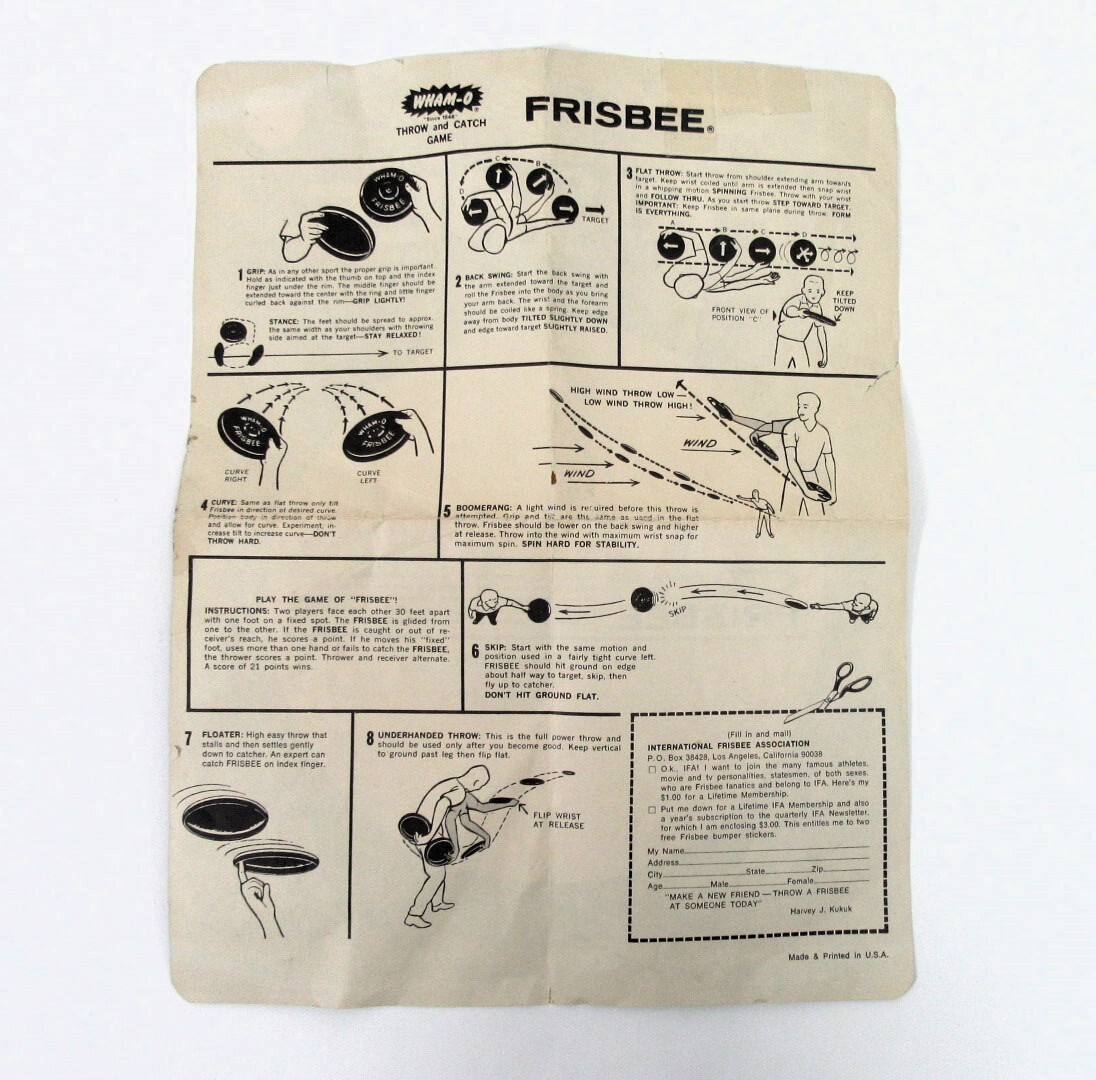 WHAM-O®
"Since 1948"
THROW and CATCH
GAME
FRISBEE®
WHAM-O
FRISBEE
1 GRIP: As in any other sport the proper grip is important.
Hold as indicated with the thumb on top and the index
finger just under the rim. The middle finger should be
extended toward the center with the ring and little finger
curled back against the rim—GRIP LIGHTLY!
STANCE: The feet should be spread to approx.
the same width as your shoulders with throwing
side aimed at the target—STAY RELAXED!
TO TARGET
C
B
D
A
TARGET
2 BACK SWING: Start the back swing with
the arm extended toward the target and
roll the Frisbee into the body as you bring
your arm back. The wrist and the forearm
should be coiled like a spring. Keep edge
away from body TILTED SLIGHTLY DOWN
and edge toward target SLIGHTLY RAISED.
3 FLAT THROW: Start throw from shoulder extending arm towards
target. Keep wrist coiled until arm is extended then snap wrist
in a whipping motion SPINNING Frisbee. Throw with your wrist
and FOLLOW THRU. As you start throw STEP TOWARD TARGET.
IMPORTANT: Keep Frisbee in same plane during throw. FORM
IS EVERYTHING.
A
B
C
D
FRONT VIEW OF
POSITION "C"
KEEP
TILTED
DOWN
WHAM-O
FRISBEE
WHAM-O
FRISBEE
CURVE
RIGHT
CURVE
LEFT
4 CURVE: Same as flat throw only tilt
Frisbee in direction of desired curve.
Position body in direction of throw
and allow for curve. Experiment, in-
crease tilt to increase curve—DON'T
THROW HARD.
HIGH WIND THROW LOW—
LOW WIND THROW HIGH!
WIND
WIND
5 BOOMERANG: A light wind is required before this throw is
attempted. Grip and tilt are the same as used in the flat
throw. Frisbee should be lower on the back swing and higher
at release. Throw into the wind with maximum wrist snap for
maximum spin. SPIN HARD FOR STABILITY.
PLAY THE GAME OF "FRISBEE"!
INSTRUCTIONS: Two players face each other 30 feet apart
with one foot on a fixed spot. The FRISBEE is glided from
one to the other. If the FRISBEE is caught or out of re-
ceiver's reach, he scores a point. If he moves his "fixed"
foot, uses more than one hand or fails to catch the FRISBEE,
the thrower scores a point. Thrower and receiver alternate.
A score of 21 points wins.
SKIP
6 SKIP: Start with the same motion and
position used in a fairly tight curve left.
FRISBEE should hit ground on edge
about half way to target, skip, then
fly up to catcher.
DON'T HIT GROUND FLAT.
7 FLOATER: High easy throw that
stalls and then settles gently
down to catcher. An expert can
catch FRISBEE on index finger.
8 UNDERHANDED THROW: This is the full power throw and
should be used only after you become good. Keep vertical
to ground past leg then flip flat.
FLIP WRIST
AT RELEASE
(Fill in and mail)
INTERNATIONAL FRISBEE ASSOCIATION
P.O. Box 38428, Los Angeles, California 90038
O.k., IFA! I want to join the many famous athletes,
movie and tv personalities, statesmen, of both sexes,
who are Frisbee fanatics and belong to IFA. Here's my
$1.00 for a Lifetime Membership.
Put me down for a Lifetime IFA Membership and also
a year's subscription to the quarterly IFA Newsletter,
for which I am enclosing $3.00. This entitles me to two
free Frisbee bumper stickers.
My Name
Address
City State Zip
Age Male Female
"MAKE A NEW FRIEND — THROW A FRISBEE
AT SOMEONE TODAY"
Harvey J. Kukuk
Made & Printed in U.S.A.